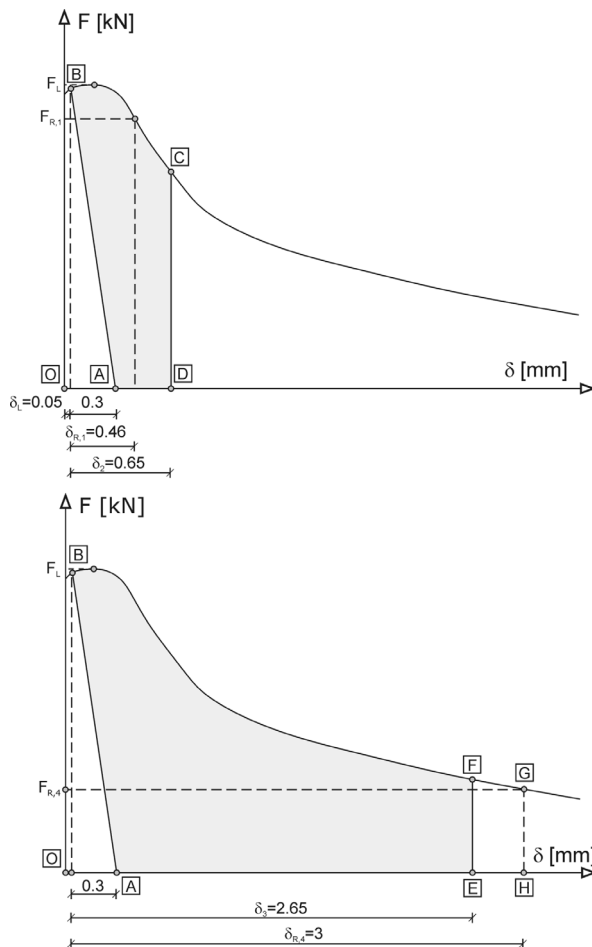 F [kN]
B
F_L
F_R,1
C
O
A
D
δ [mm]
δ_L=0.05
0.3
δ_R,1=0.46
δ_2=0.65
F [kN]
B
F_L
F
G
F_R,4
O
δ [mm]
0.3
A
E
H
δ_3=2.65
δ_R,4=3